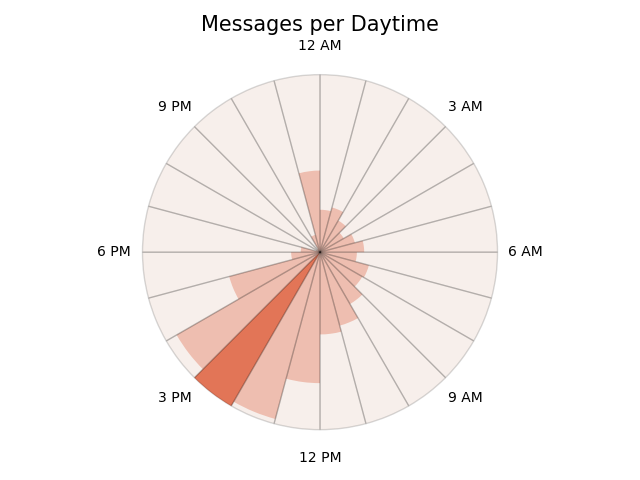 Messages per Daytime
12 AM
9 PM
3 AM
6 PM
6 AM
3 PM
9 AM
12 PM